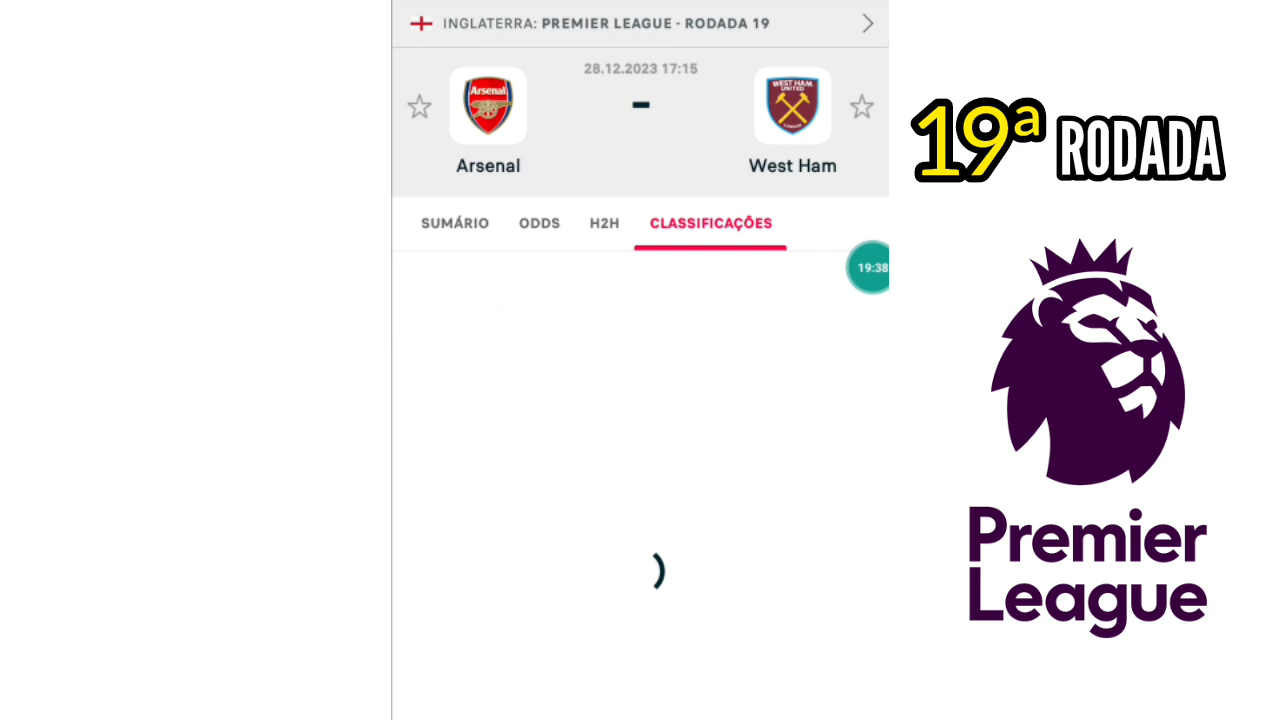 INGLATERRA: PREMIER LEAGUE - RODADA 19
28.12.2023 17:15
Arsenal
WEST HAM
UNITED
-
Arsenal
West Ham
SUMÁRIO ODDS H2H CLASSIFICAÇÕES
19:38
19ª RODADA
Premier
League